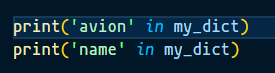 print('avion' in my_dict)
print('name' in my_dict)